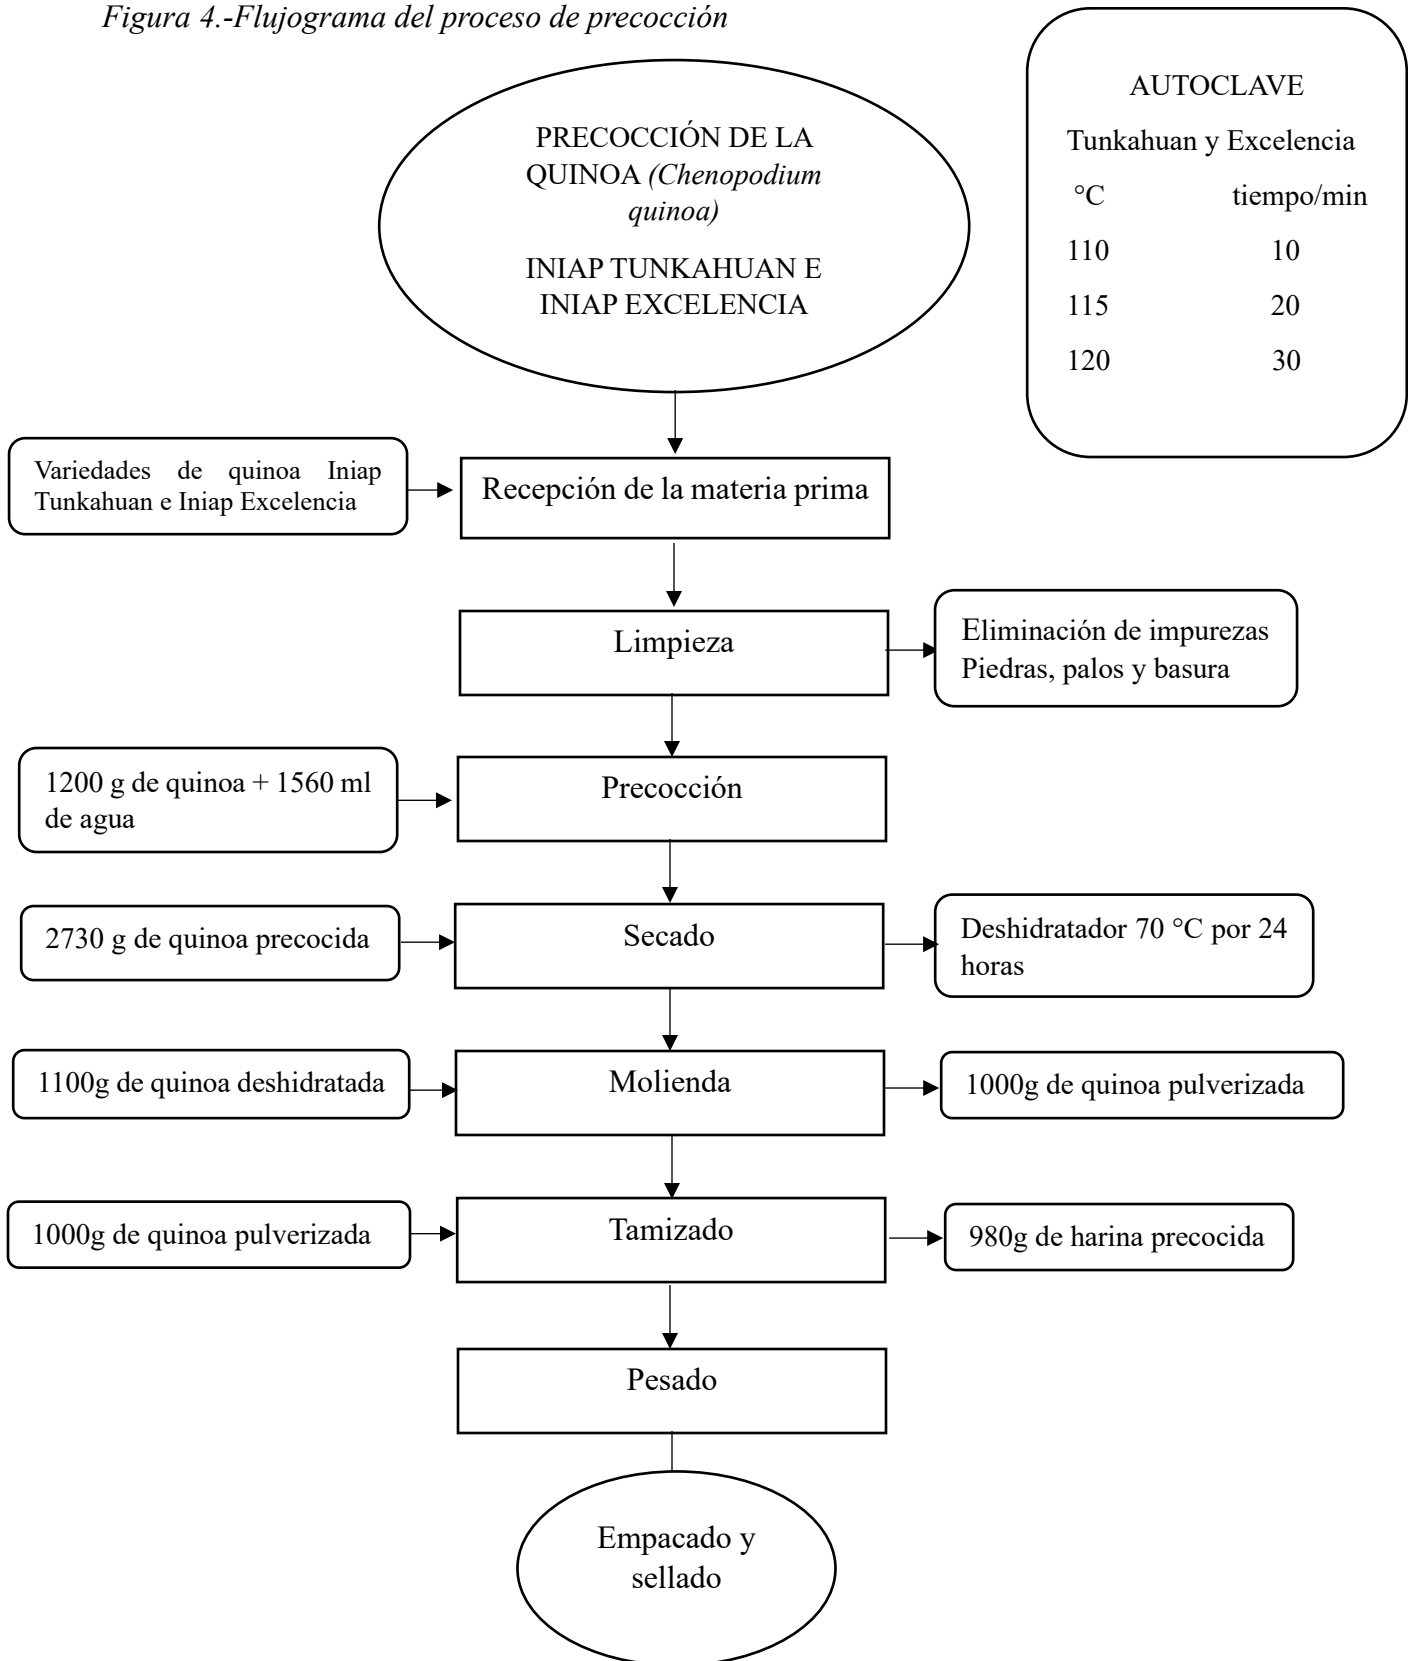 Figura 4.-Flujograma del proceso de precocción
PRECOCCIÓN DE LA
QUINOA (Chenopodium
quinoa)
INIAP TUNKAHUAN E
INIAP EXCELENCIA
AUTOCLAVE
Tunkahuan y Excelencia
°C tiempo/min
110 10
115 20
120 30
Variedades de quinoa Iniap
Tunkahuan e Iniap Excelencia
Recepción de la materia prima
Limpieza
Eliminación de impurezas
Piedras, palos y basura
1200 g de quinoa + 1560 ml
de agua
Precocción
2730 g de quinoa precocida
Secado
Deshidratador 70 °C por 24
horas
1100g de quinoa deshidratada
Molienda
1000g de quinoa pulverizada
1000g de quinoa pulverizada
Tamizado
980g de harina precocida
Pesado
Empacado y
sellado